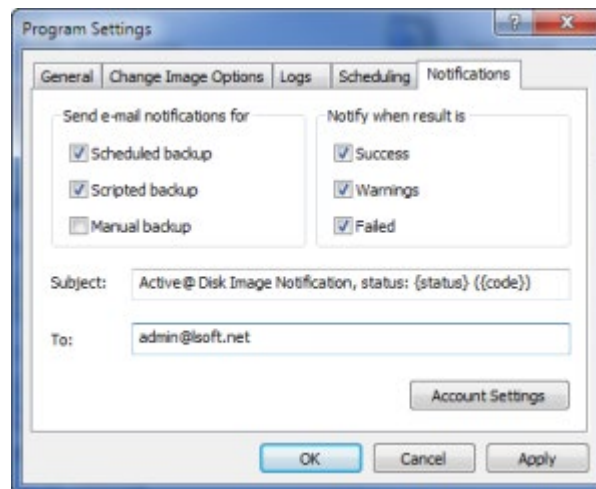 Program Settings
?
General Change Image Options Logs Scheduling Notifications
Send e-mail notifications for
Scheduled backup
Scripted backup
Manual backup
Notify when result is
Success
Warnings
Failed
Subject: Active@ Disk Image Notification, status: {status} ({code})
To: admin@lsoft.net
Account Settings
OK Cancel Apply